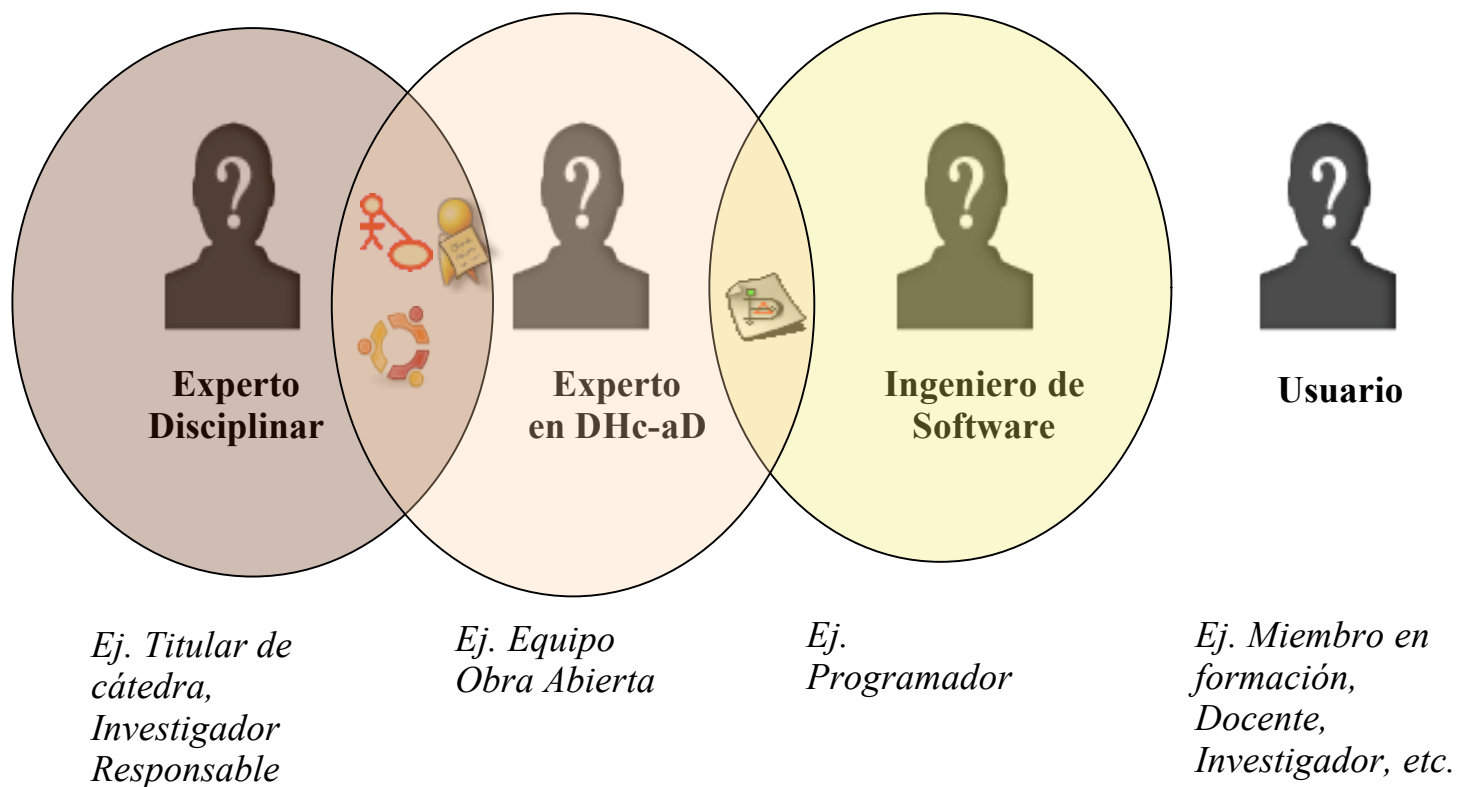 Experto
Disciplinar
Experto
en DHc-aD
Ingeniero de
Software
Usuario
Ej. Titular de
cátedra,
Investigador
Responsable
Ej. Equipo
Obra Abierta
Ej.
Programador
Ej. Miembro en
formación,
Docente,
Investigador, etc.